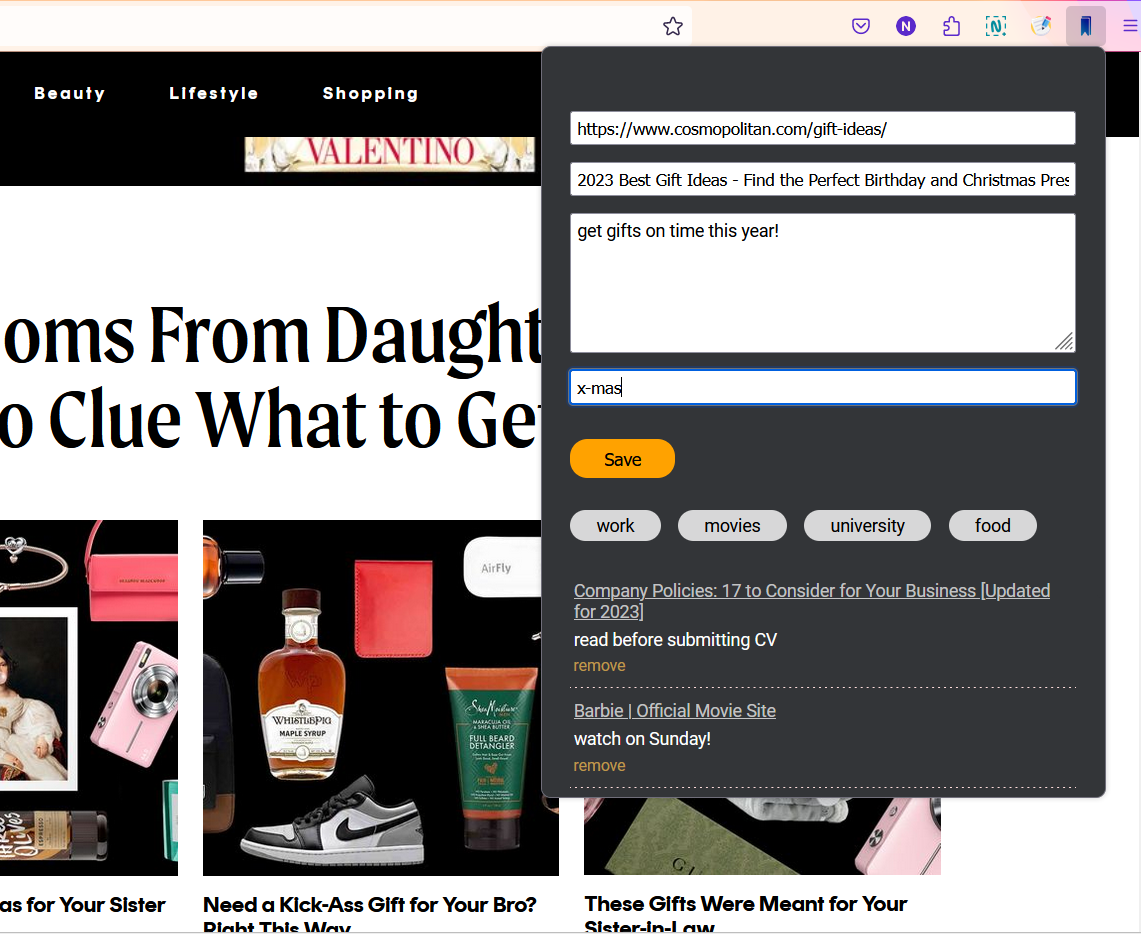 N
N
Beauty
Lifestyle
Shopping
VALENTINO
https://www.cosmopolitan.com/gift-ideas/
2023 Best Gift Ideas - Find the Perfect Birthday and Christmas Pres
get gifts on time this year!
x-mas
Save
work
movies
university
food
Company Policies: 17 to Consider for Your Business [Updated
for 2023]
read before submitting CV
remove
Barbie | Official Movie Site
watch on Sunday!
remove
oms From Daught
o Clue What to Get
AirFly
WHISTLEPIG
MAPLE SYRUP
SheaMoisture
MARACUJA OIL
& SHEA BUTTER
FULL BEARD
DETANGLER
ESPRESSO
GU
as for Your Sister
Need a Kick-Ass Gift for Your Bro?
Right This Way
These Gifts Were Meant for Your
Sister-in-Law